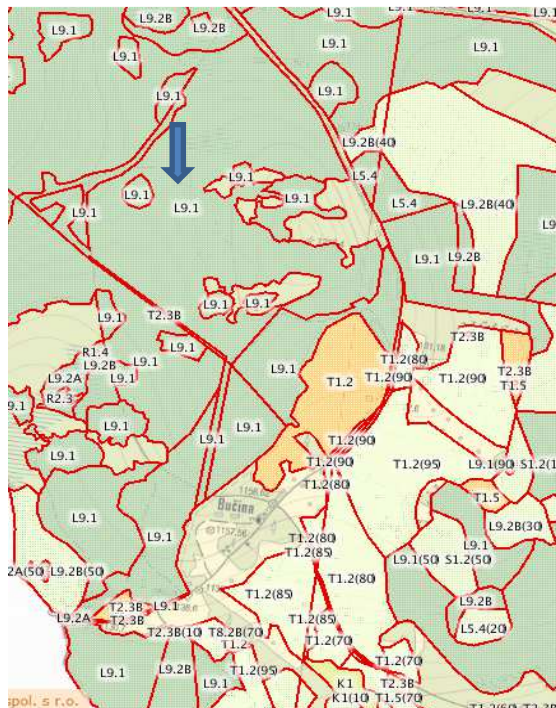 L9.2B
L9.1
L9.1
L9.1
L9.1
L9.1
L9.1
L9.2B(40)
L5.4
L9.1
L9.1
L9.1
L9.1
L9.1
L5.4
L9.2B(40)
L9.1
L9.2B
T2.3B
L9.1
L9.1
L9.1
L9.1
T2.3B
R1.4
L9.2B
L9.1
L9.2A
L9.1
R2.3
L9.1
T1.2
T1.2(80)
T1.2(90)
T1.2(90)
T2.3B
T1.5
L9.1
L9.1
L9.1
T1.2(90)
T1.2(90)
T1.2(80)
T1.2(95)
L9.1(90)
S1.2(1
T1.5
1157,56
Bučina
L9.1
L9.1
T1.2(80)
T1.2(85)
L9.2B(30)
L9.1
L9.1(50)
S1.2(50)
2A(50)
L9.2B(50)
T1.2(80)
T1.2(85)
L9.2B
L9.2A
T2.3B
T2.3B
L9.1
T1.2(85)
L5.4(20)
T2.3B(10)
T8.2B(70)
T1.2
T1.2(70)
L9.1
L9.2B
L9.1
T1.2(95)
K1
K1(10)
T1.2(70)
T2.3B
T1.5(70)
spol. s r.o.